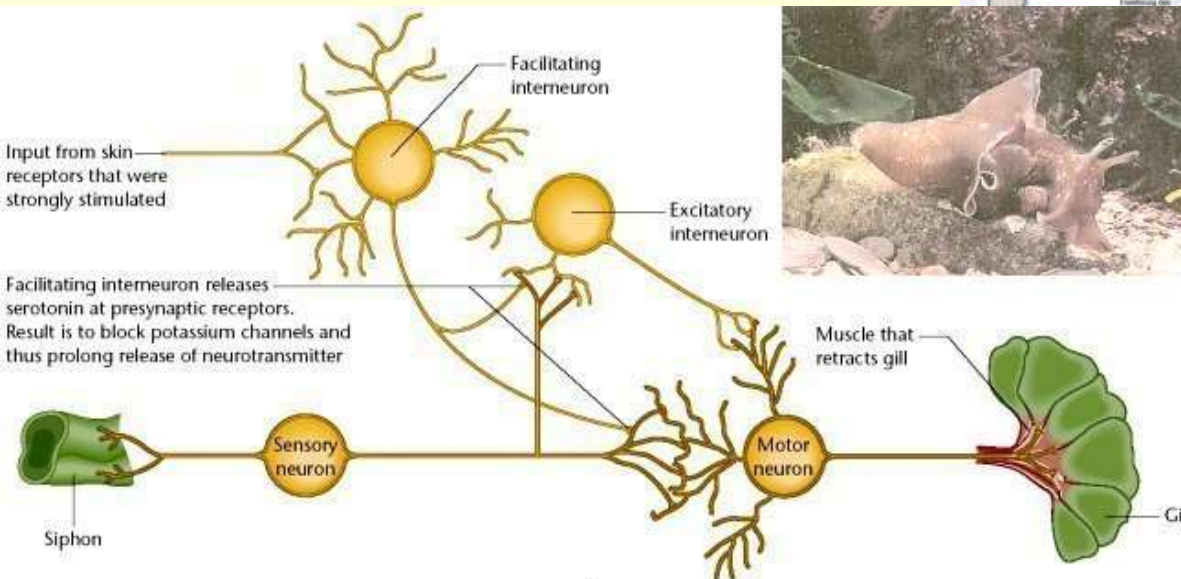 Facilitating
interneuron
Input from skin
receptors that were
strongly stimulated
Excitatory
interneuron
Facilitating interneuron releases
serotonin at presynaptic receptors.
Result is to block potassium channels and
thus prolong release of neurotransmitter
Muscle that
retracts gill
Sensory
neuron
Motor
neuron
Siphon
Gi